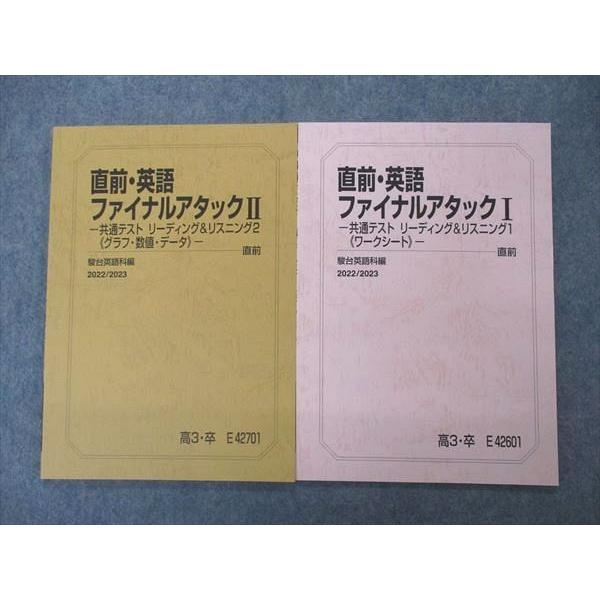 直前・英語
ファイナルアタックⅡ
－共通テスト リーディング&リスニング2
《グラフ・数値・データ》－
直前
駿台英語科編
2022/2023
高3・卒 E42701
直前・英語
ファイナルアタックⅠ
－共通テスト リーディング&リスニング1
《ワークシート》－
直前
駿台英語科編
2022/2023
高3・卒 E42601